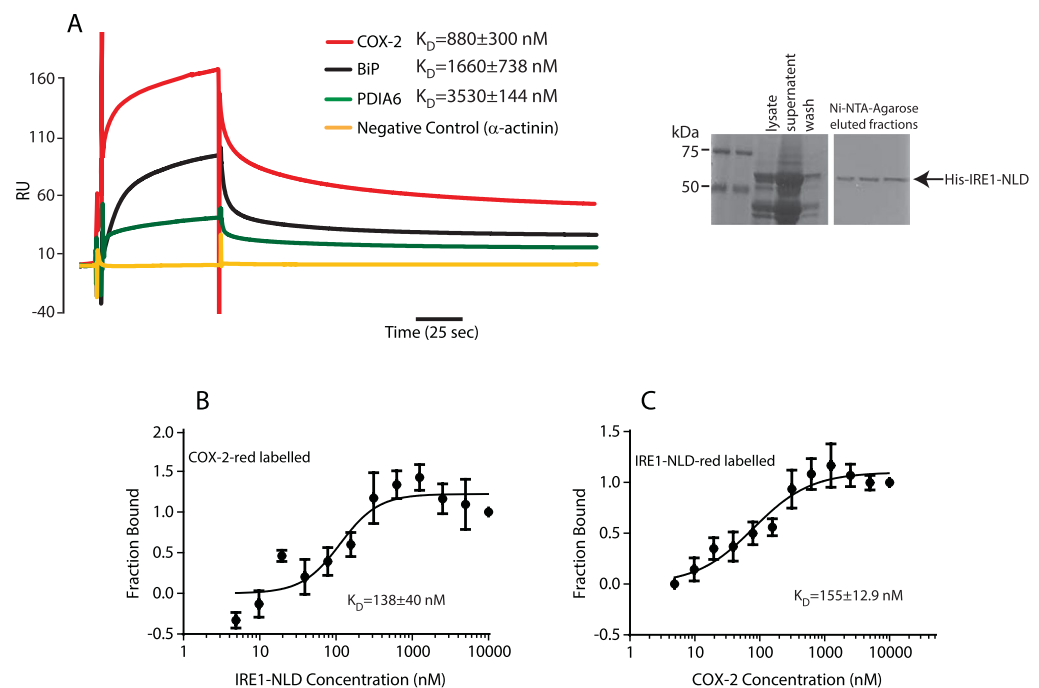 A
COX-2 KD=880±300 nM
BiP KD=1660±738 nM
PDIA6 KD=3530±144 nM
Negative Control (α-actinin)
160
110
60
10
-40
RU
Time (25 sec)
kDa
75
50
lysate
supernatent
wash
Ni-NTA-Agarose
eluted fractions
His-IRE1-NLD
B
COX-2-red labelled
2.0
1.5
1.0
0.5
0.0
-0.5
Fraction Bound
KD=138±40 nM
1 10 100 1000 10000
IRE1-NLD Concentration (nM)
C
IRE1-NLD-red labelled
1.5
1.0
0.5
0.0
-0.5
Fraction Bound
KD=155±12.9 nM
1 10 100 1000 10000
COX-2 Concentration (nM)